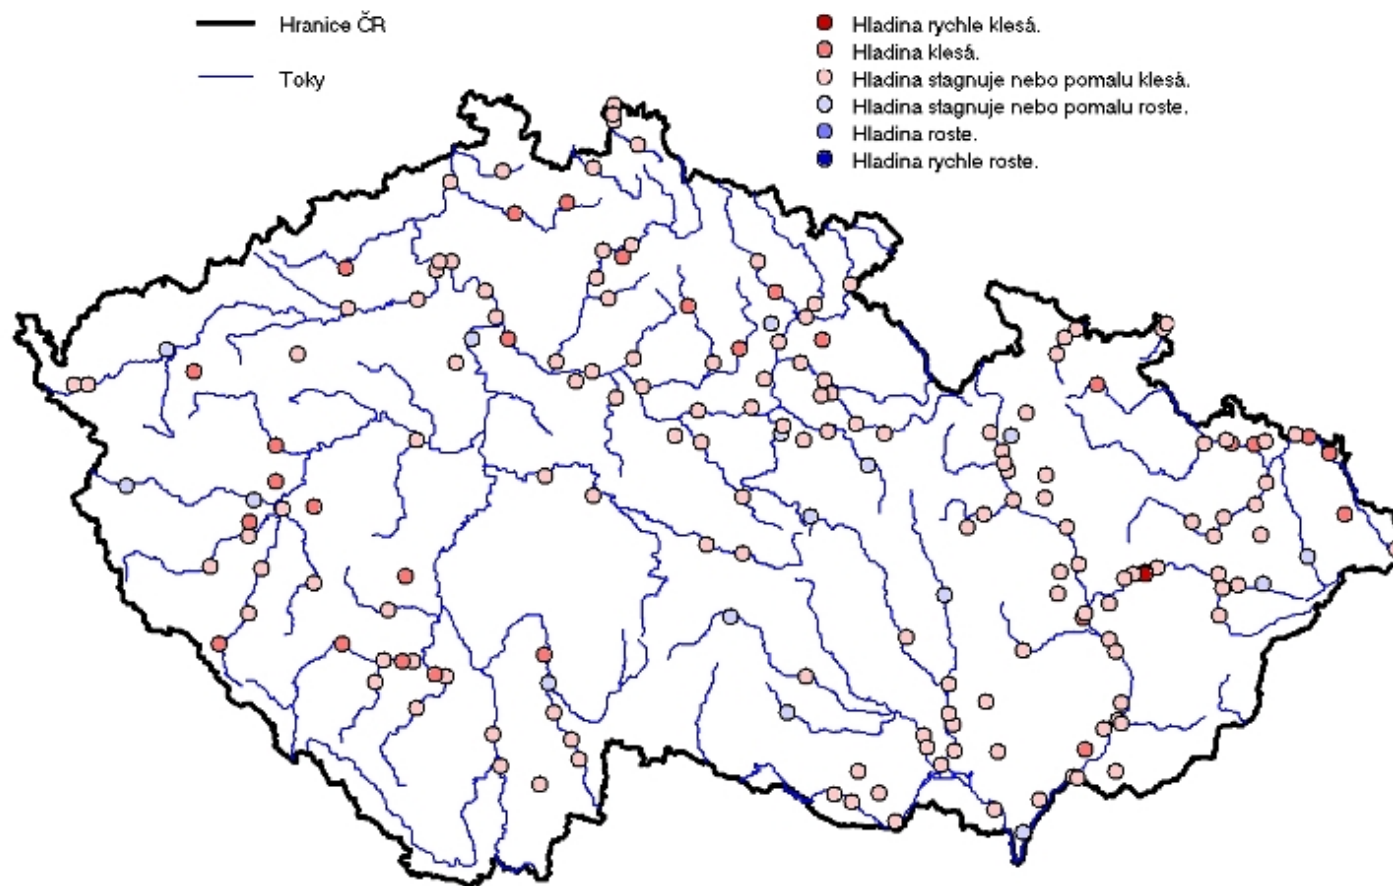 Hranice ČR
Toky
Hladina rychle klesá.
Hladina klesá.
Hladina stagnuje nebo pomalu klesá.
Hladina stagnuje nebo pomalu roste.
Hladina roste.
Hladina rychle roste.